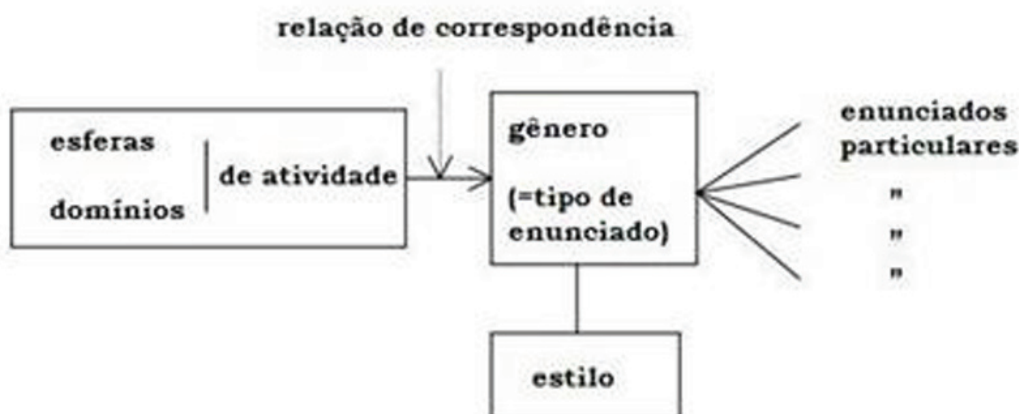 relação de correspondência
esferas
domínios
de atividade
gênero
(=tipo de
enunciado)
enunciados
particulares
"
"
"
estilo